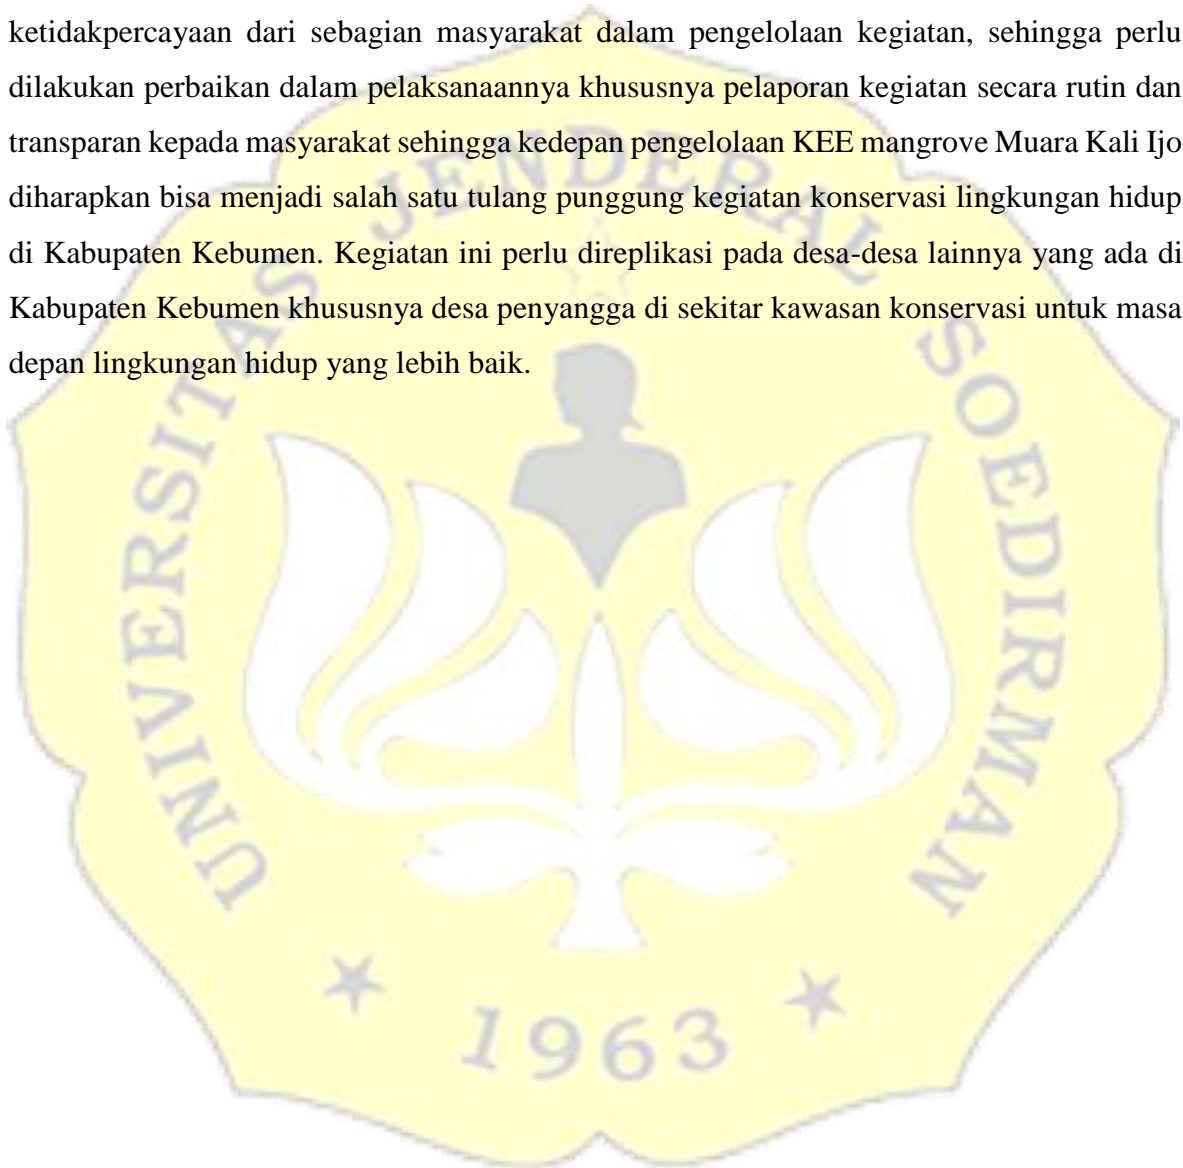 ketidakpercayaan dari sebagian masyarakat dalam pengelolaan kegiatan, sehingga perlu
dilakukan perbaikan dalam pelaksanaannya khususnya pelaporan kegiatan secara rutin dan
transparan kepada masyarakat sehingga kedepan pengelolaan KEE mangrove Muara Kali Ijo
diharapkan bisa menjadi salah satu tulang punggung kegiatan konservasi lingkungan hidup
di Kabupaten Kebumen. Kegiatan ini perlu direplikasi pada desa-desa lainnya yang ada di
Kabupaten Kebumen khususnya desa penyangga di sekitar kawasan konservasi untuk masa
depan lingkungan hidup yang lebih baik.
UNIVERSITAS JENDERAL SOEDIRMAN
1963